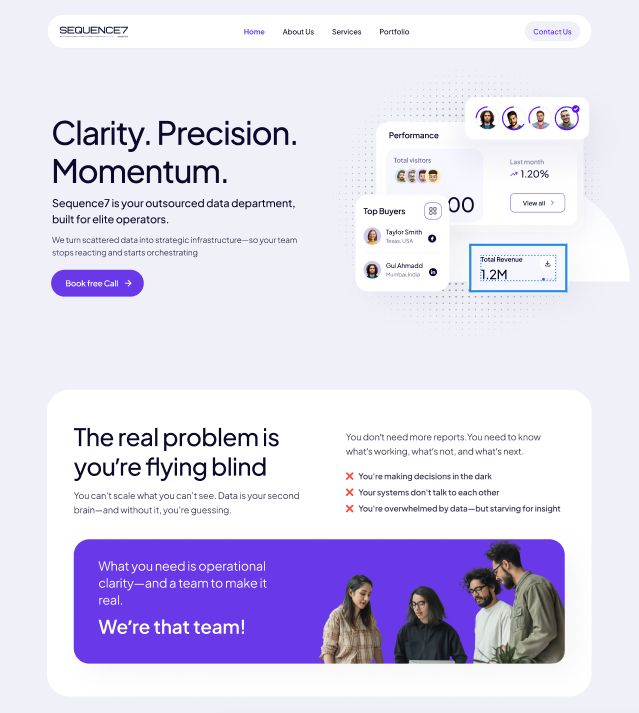 SEQUENCE7
Home
About Us
Services
Portfolio
Contact Us
Clarity. Precision.
Momentum.
Sequence7 is your outsourced data department,
built for elite operators.
We turn scattered data into strategic infrastructure—so your team
stops reacting and starts orchestrating
Book free Call
Performance
Total visitors
00
Last month
1.20%
View all
Top Buyers
Taylor Smith
Texas, USA
Gul Ahmadd
Mumbai,India
Total Revenue
1.2M
The real problem is
you're flying blind
You can't scale what you can't see. Data is your second
brain—and without it, you're guessing.
You don't need more reports.You need to know
what's working, what's not, and what's next.
You're making decisions in the dark
Your systems don't talk to each other
You're overwhelmed by data—but starving for insight
What you need is operational
clarity—and a team to make it
real.
We're that team!